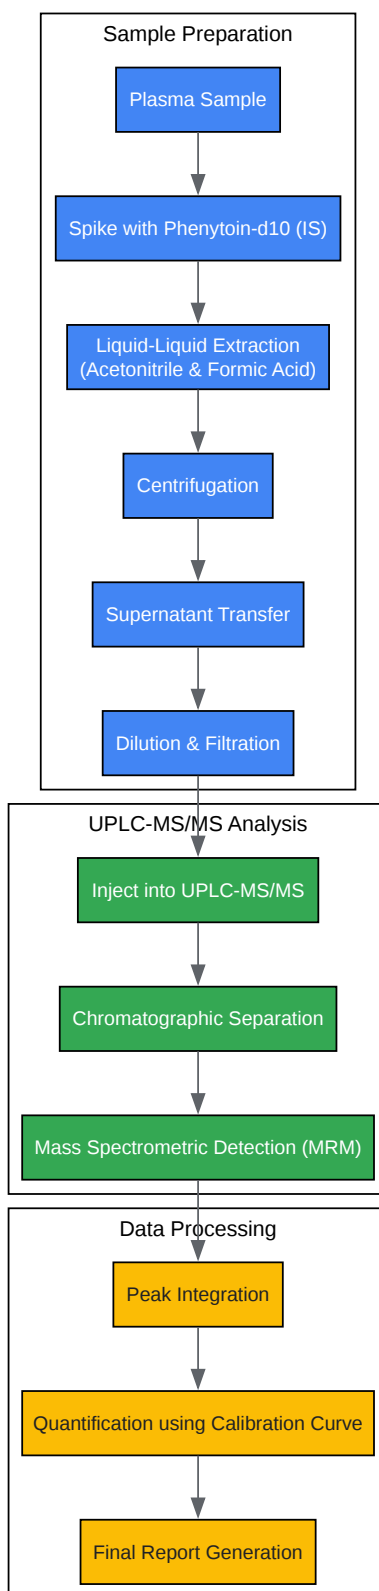 Sample Preparation
Plasma Sample
Spike with Phenytoin-d10 (IS)
Liquid-Liquid Extraction
(Acetonitrile & Formic Acid)
Centrifugation
Supernatant Transfer
Dilution & Filtration
UPLC-MS/MS Analysis
Inject into UPLC-MS/MS
Chromatographic Separation
Mass Spectrometric Detection (MRM)
Data Processing
Peak Integration
Quantification using Calibration Curve
Final Report Generation